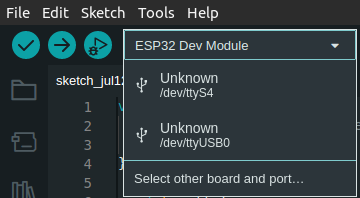 File Edit Sketch Tools Help
ESP32 Dev Module
sketch_jul12
Unknown
/dev/ttyS4
Unknown
/dev/ttyUSB0
Select other board and port...
1
2
3
4 }
5